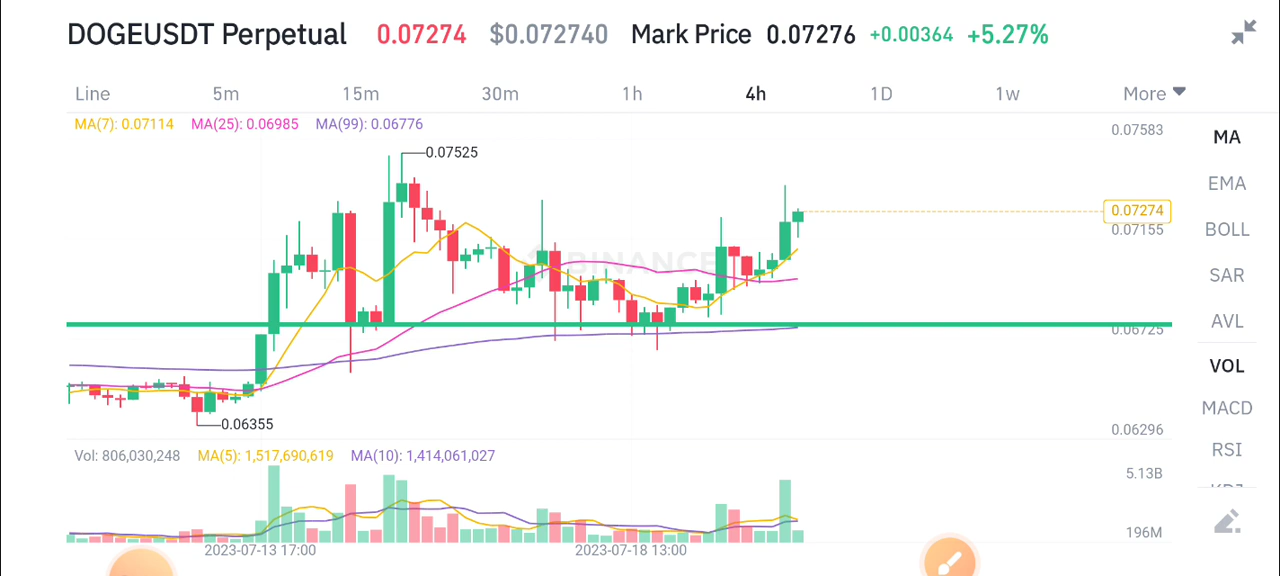 DOGEUSDT Perpetual 0.07274 $0.072740 Mark Price 0.07276 +0.00364 +5.27%
Line 5m 15m 30m 1h 4h 1D 1w More
MA(7): 0.07114 MA(25): 0.06985 MA(99): 0.06776
0.07583
MA
0.07525
EMA
0.07274
0.07155
BOLL
BINANCE
SAR
AVL
0.06725
VOL
MACD
0.06355
0.06296
RSI
Vol: 806,030,248 MA(5): 1,517,690,619 MA(10): 1,414,061,027
5.13B
196M
2023-07-13 17:00 2023-07-18 13:00